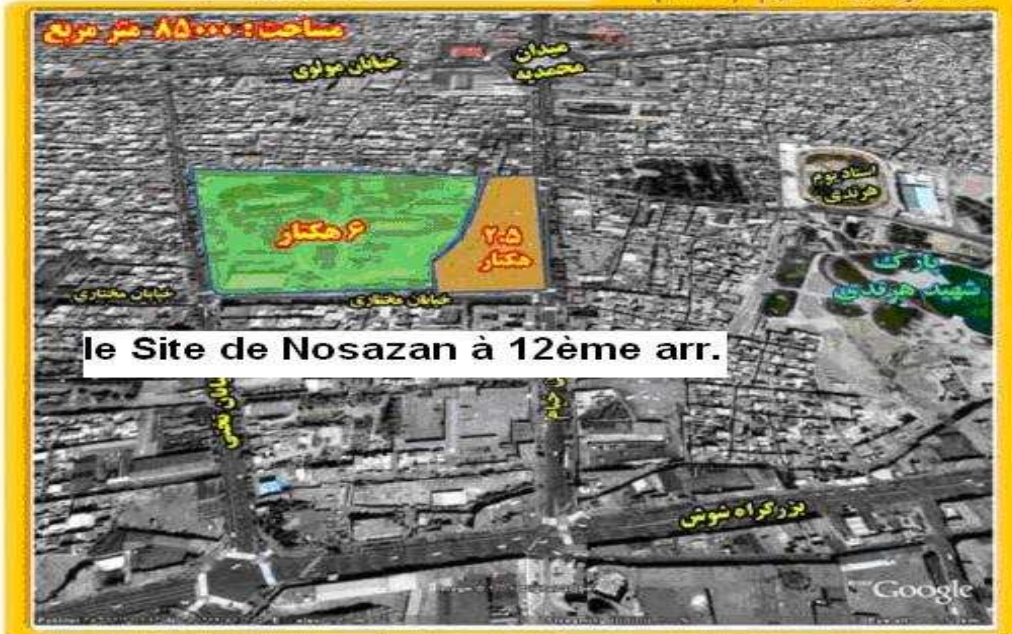 مساحت : ۸۵۰۰۰ متر مربع
میدان
محمدیه
خیابان مولوی
استادیوم
هرندی
۶ هکتار
۲.۵
هکتار
پارک
شهید هرندی
خیابان مختاری
خیابان مختاری
le Site de Nosazan à 12ème arr.
خیام
بزرگراه شوش
Google